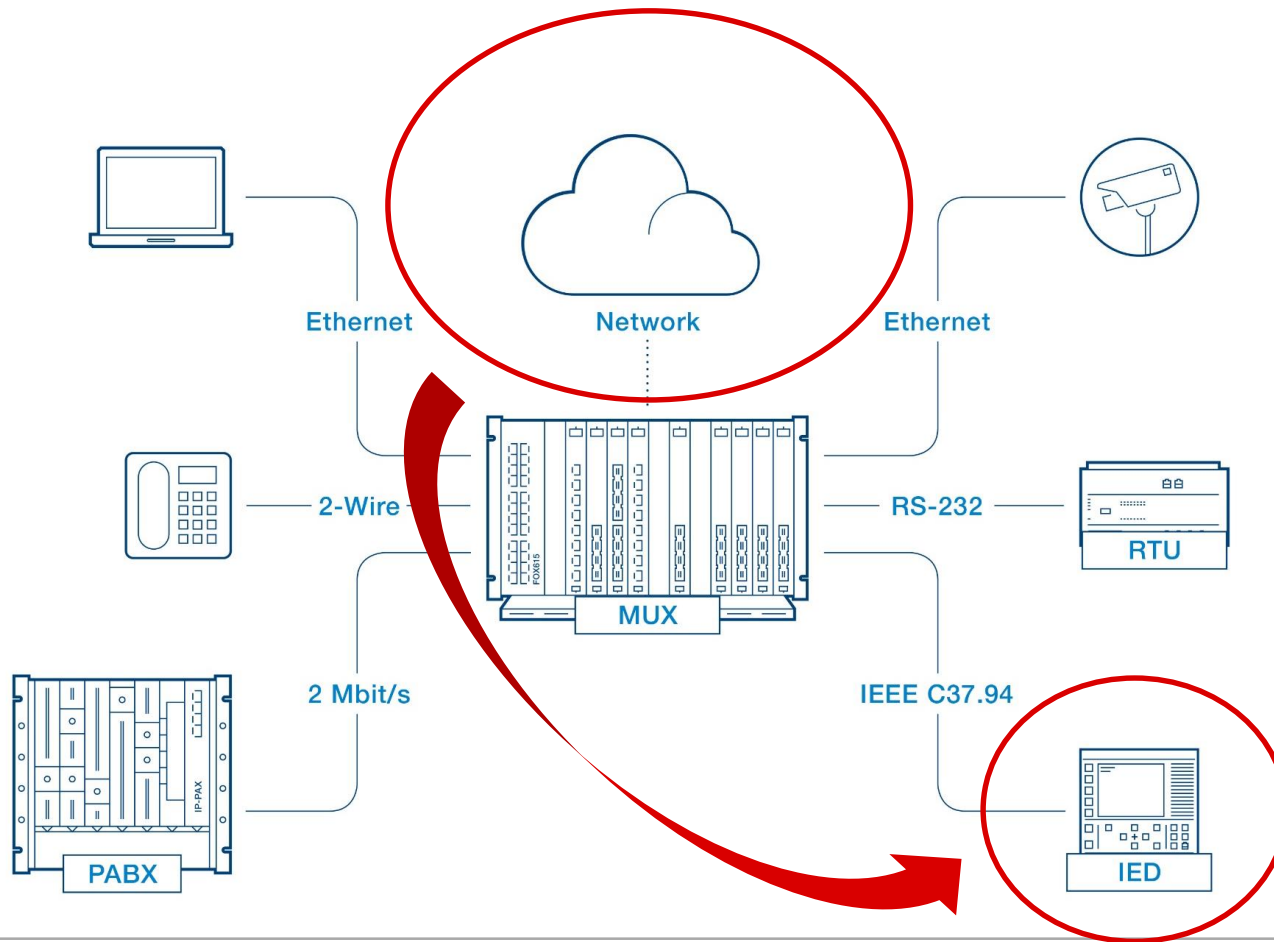 Ethernet
Network
Ethernet
2-Wire
FOX615
RS-232
RTU
MUX
2 Mbit/s
IEEE C37.94
IP-PAX
PABX
IED